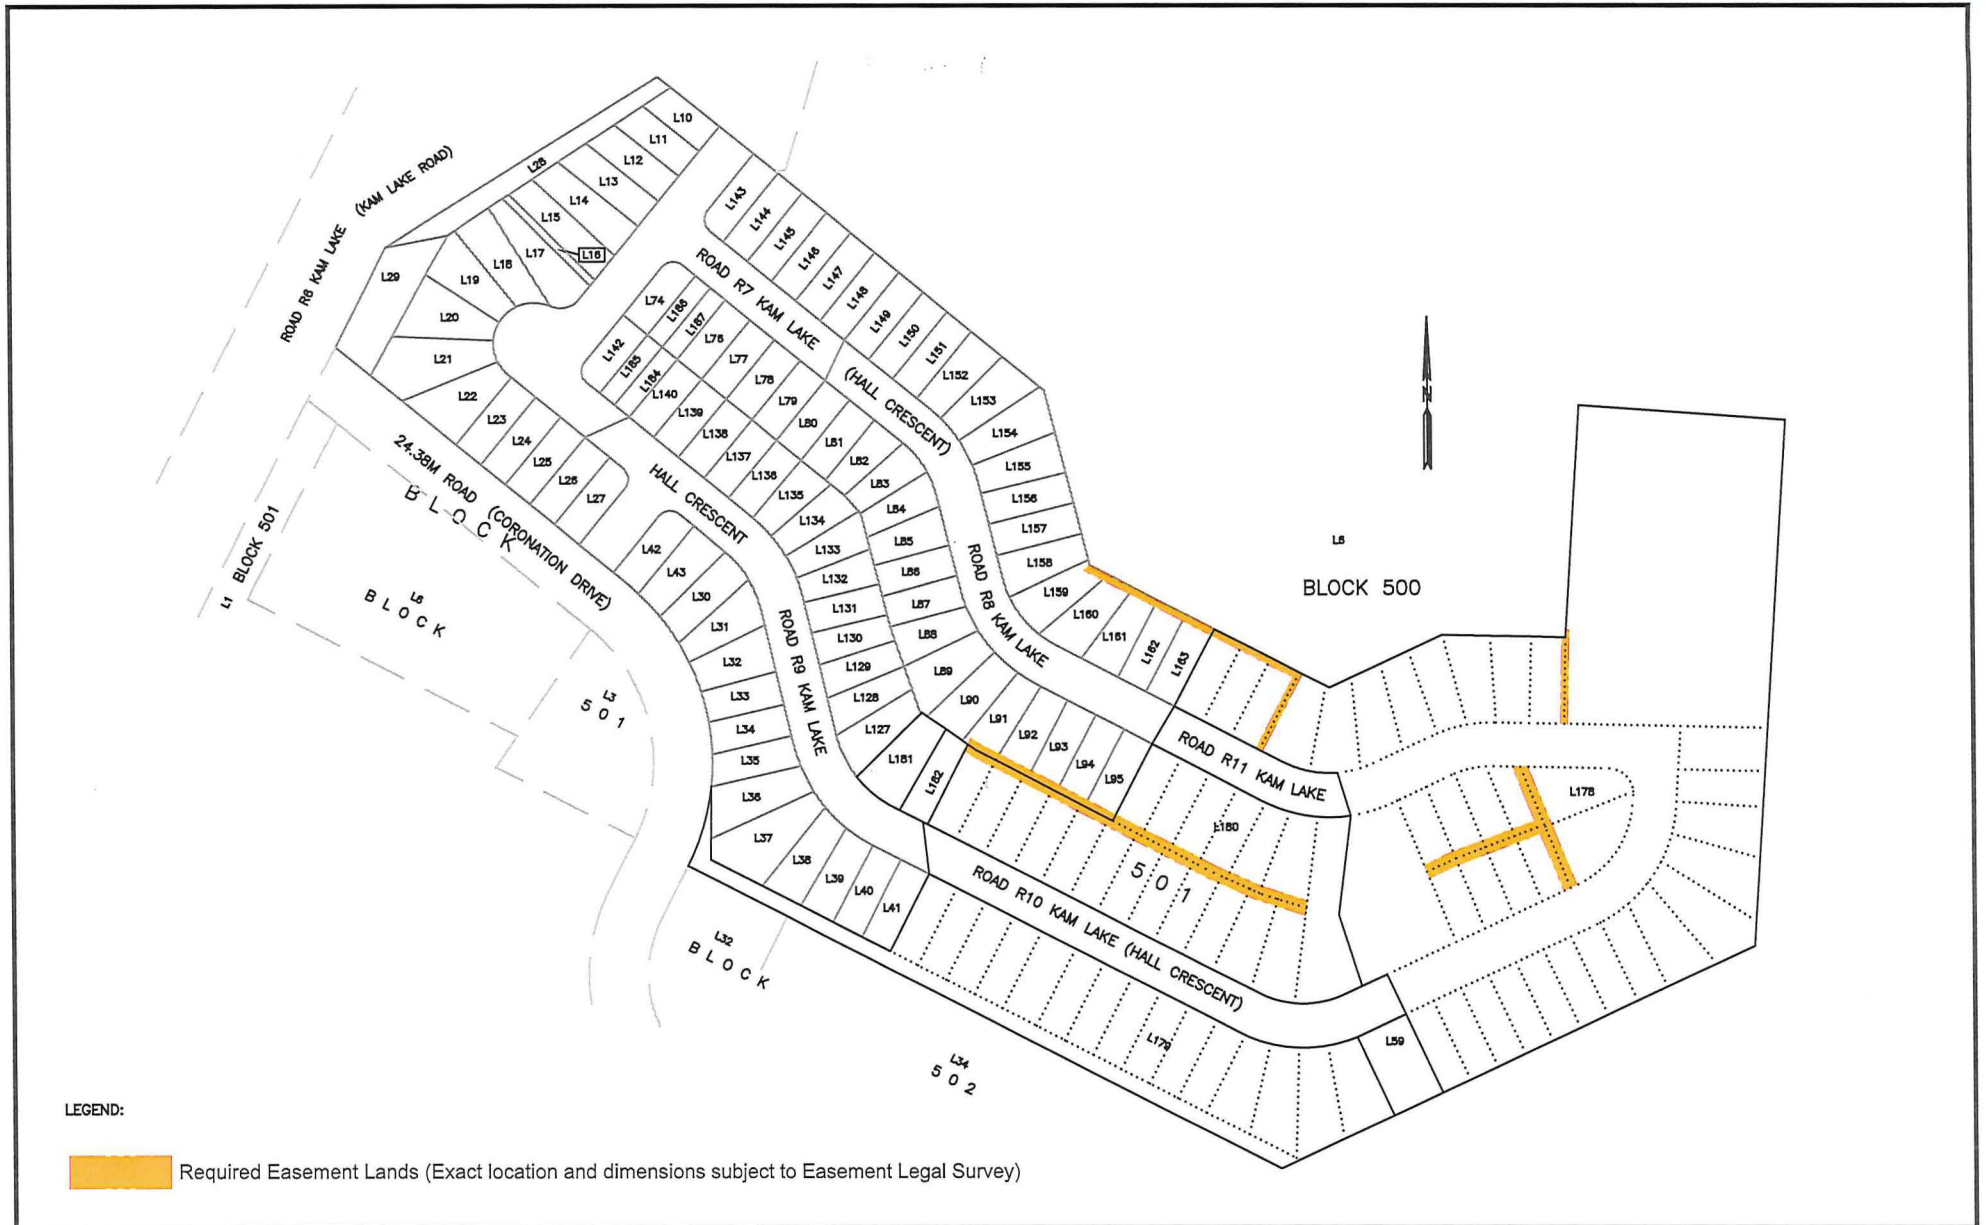 L10
L11
L12
L13
L14
L15
L16
L17
L18
L19
L20
L21
L22
L23
L24
L25
L26
L27
L28
L29
ROAD R6 KAM LAKE (KAM LAKE ROAD)
L143
L144
L145
L146
L147
L148
L149
L150
L151
L152
L153
L154
L155
L156
L157
L158
L159
L160
L161
L162
L163
ROAD R7 KAM LAKE
(HALL CRESCENT)
ROAD R8 KAM LAKE
L74
L186
L187
L76
L77
L78
L79
L80
L81
L82
L83
L84
L85
L86
L87
L88
L89
L90
L91
L92
L93
L94
L95
L142
L185
L184
L140
L139
L138
L137
L136
L135
L134
L133
L132
L131
L130
L129
L128
L127
L181
L182
HALL CRESCENT
ROAD R9 KAM LAKE
L42
L43
L30
L31
L32
L33
L34
L35
L36
L37
L38
L39
L40
L41
24.38M ROAD (CORONATION DRIVE)
BLOCK
L1 BLOCK 501
L6
BLOCK
L3
501
L32
BLOCK
L34
502
N
L6
BLOCK 500
ROAD R11 KAM LAKE
L180
501
L178
ROAD R10 KAM LAKE (HALL CRESCENT)
L179
L59
LEGEND:
Required Easement Lands (Exact location and dimensions subject to Easement Legal Survey)